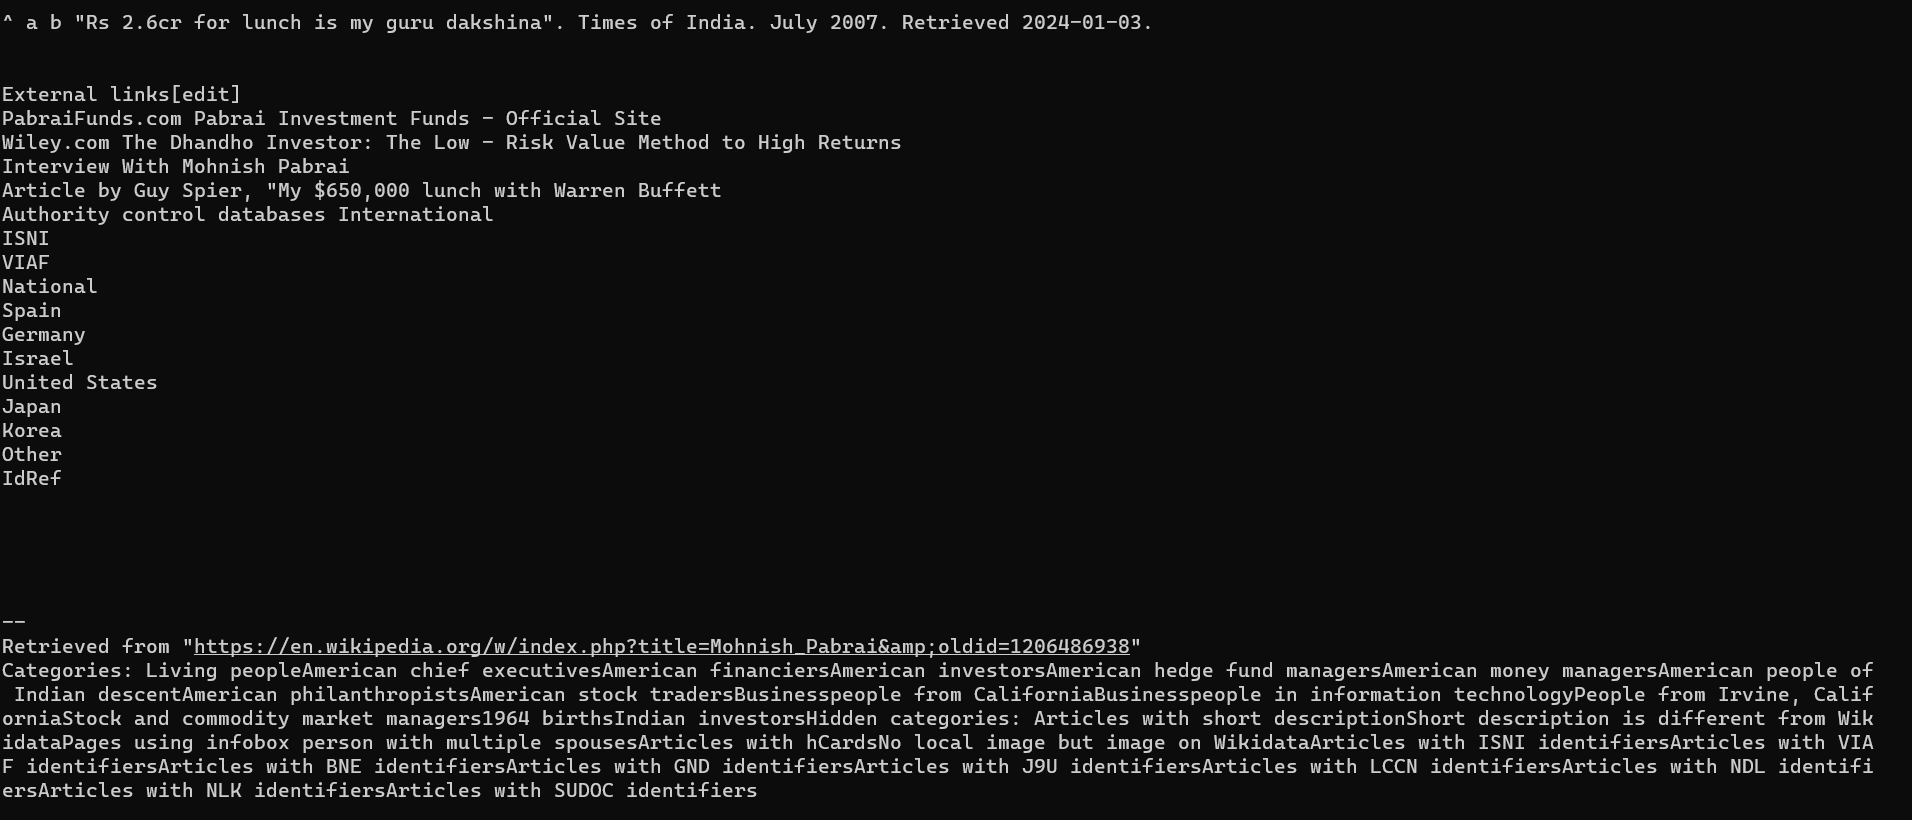 ^ a b "Rs 2.6cr for lunch is my guru dakshina". Times of India. July 2007. Retrieved 2024-01-03.
External links[edit]
PabraiFunds.com Pabrai Investment Funds - Official Site
Wiley.com The Dhandho Investor: The Low - Risk Value Method to High Returns
Interview With Mohnish Pabrai
Article by Guy Spier, "My $650,000 lunch with Warren Buffett
Authority control databases International
ISNI
VIAF
National
Spain
Germany
Israel
United States
Japan
Korea
Other
IdRef
--
Retrieved from "https://en.wikipedia.org/w/index.php?title=Mohnish_Pabrai&amp;oldid=1206486938"
Categories: Living peopleAmerican chief executivesAmerican financiersAmerican investorsAmerican hedge fund managersAmerican money managersAmerican people of
 Indian descentAmerican philanthropistsAmerican stock tradersBusinesspeople from CaliforniaBusinesspeople in information technologyPeople from Irvine, Calif
orniaStock and commodity market managers1964 birthsIndian investorsHidden categories: Articles with short descriptionShort description is different from Wik
idataPages using infobox person with multiple spousesArticles with hCardsNo local image but image on WikidataArticles with ISNI identifiersArticles with VIA
F identifiersArticles with BNE identifiersArticles with GND identifiersArticles with J9U identifiersArticles with LCCN identifiersArticles with NDL identifi
ersArticles with NLK identifiersArticles with SUDOC identifiers